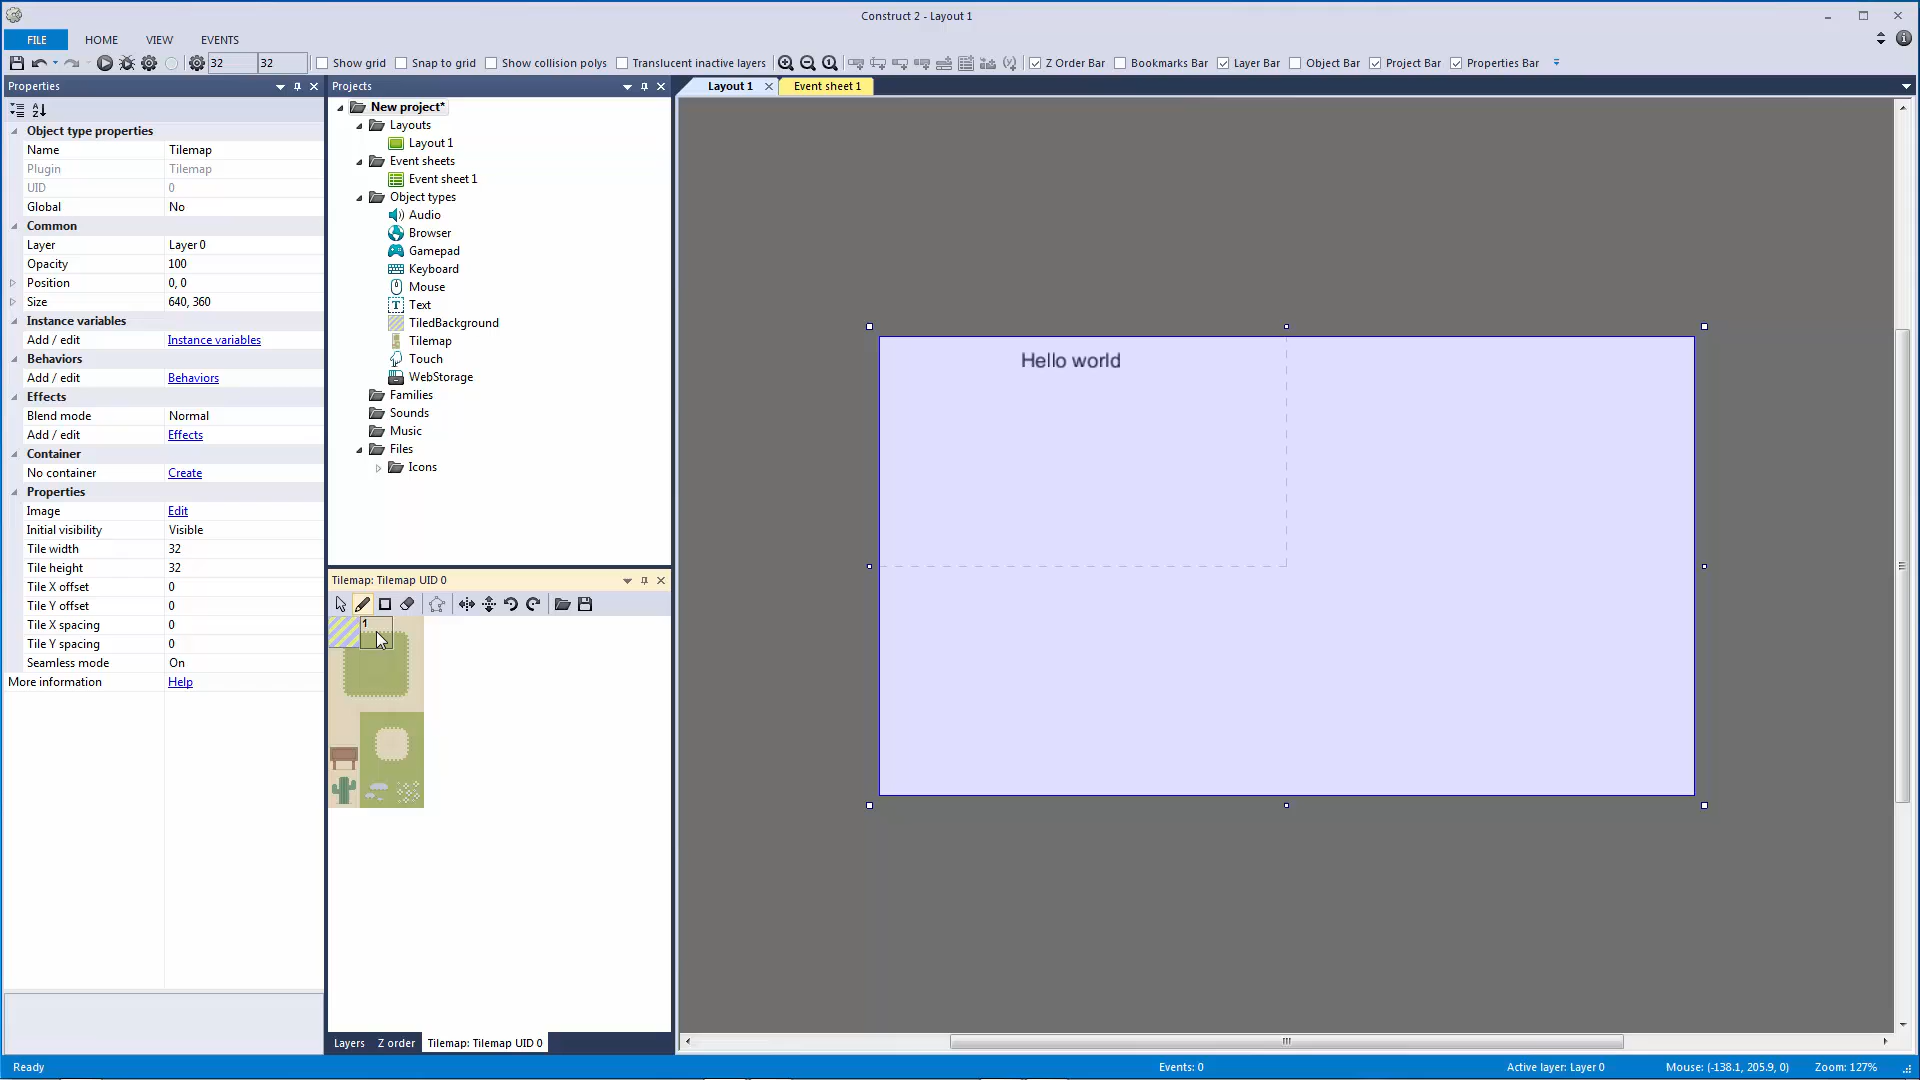 Construct 2 - Layout 1
FILE HOME VIEW EVENTS
32 32 Show grid Snap to grid Show collision polys Translucent inactive layers Z Order Bar Bookmarks Bar Layer Bar Object Bar Project Bar Properties Bar
Properties
Object type properties
Name Tilemap
Plugin Tilemap
UID 0
Global No
Common
Layer Layer 0
Opacity 100
Position 0, 0
Size 640, 360
Instance variables
Add / edit Instance variables
Behaviors
Add / edit Behaviors
Effects
Blend mode Normal
Add / edit Effects
Container
No container Create
Properties
Image Edit
Initial visibility Visible
Tile width 32
Tile height 32
Tile X offset 0
Tile Y offset 0
Tile X spacing 0
Tile Y spacing 0
Seamless mode On
More information Help
Projects
New project*
Layouts
Layout 1
Event sheets
Event sheet 1
Object types
Audio
Browser
Gamepad
Keyboard
Mouse
Text
TiledBackground
Tilemap
Touch
WebStorage
Families
Sounds
Music
Files
Icons
Tilemap: Tilemap UID 0
1
Layers Z order Tilemap: Tilemap UID 0
Layout 1 Event sheet 1
Hello world
Ready Events: 0 Active layer: Layer 0 Mouse: (-138.1, 205.9, 0) Zoom: 127%